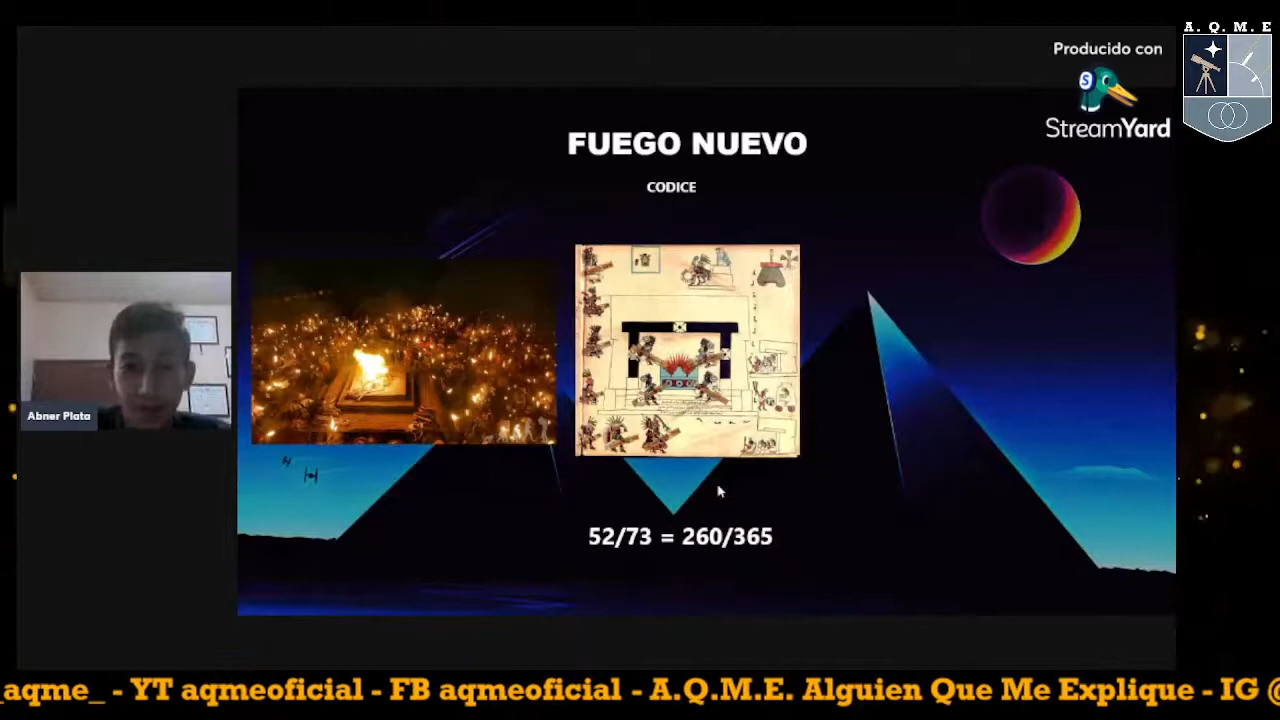 A. Q. M. E
Producido con
S
StreamYard
FUEGO NUEVO
CODICE
Abner Plata
52/73 = 260/365
_aqme_ - YT aqmeoficial - FB aqmeoficial - A.Q.M.E. Alguien Que Me Explique - IG @